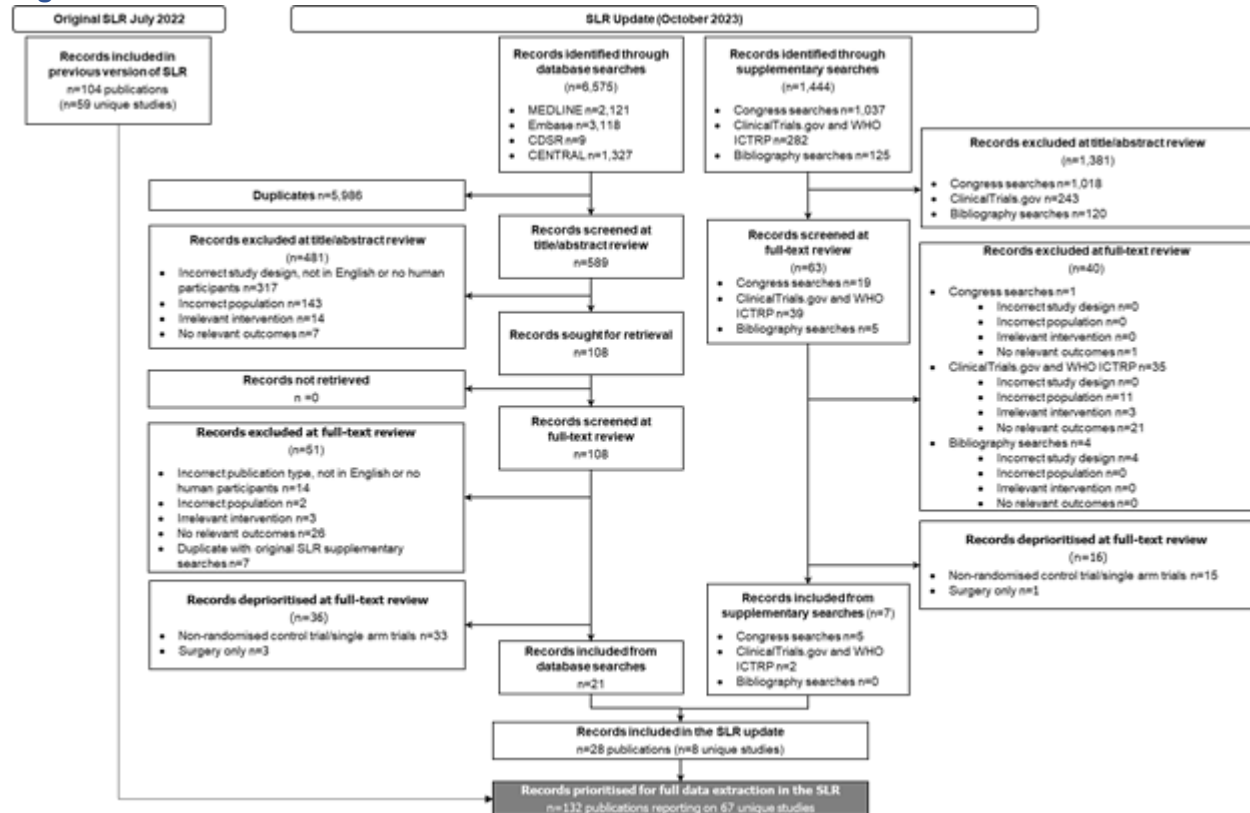 Original SLR July 2022
SLR Update (October 2023)
Records included in
previous version of SLR
n=104 publications
(n=59 unique studies)
Records identified through
database searches
(n=6,575)
• MEDLINE n=2,121
• Embase n=3,118
• CDSR n=9
• CENTRAL n=1,327
Records identified through
supplementary searches
(n=1,444)
• Congress searches n=1,037
• ClinicalTrials.gov and WHO
ICTRP n=282
• Bibliography searches n=125
Records excluded at title/abstract review
(n=1,381)
• Congress searches n=1,018
• ClinicalTrials.gov n=243
• Bibliography searches n=120
Duplicates n=5,986
Records screened at
title/abstract review
n=589
Records excluded at title/abstract review
(n=481)
• Incorrect study design, not in English or no human
participants n=317
• Incorrect population n=143
• Irrelevant intervention n=14
• No relevant outcomes n=7
Records screened at
full-text review
(n=63)
• Congress searches n=19
• ClinicalTrials.gov and WHO
ICTRP n=39
• Bibliography searches n=5
Records excluded at full-text review
(n=40)
• Congress searches n=1
• Incorrect study design n=0
• Incorrect population n=0
• Irrelevant intervention n=0
• No relevant outcomes n=1
• ClinicalTrials.gov and WHO ICTRP n=35
• Incorrect study design n=0
• Incorrect population n=11
• Irrelevant intervention n=3
• No relevant outcomes n=21
• Bibliography searches n=4
• Incorrect study design n=4
• Incorrect population n=0
• Irrelevant intervention n=0
• No relevant outcomes n=0
Records sought for retrieval
n=108
Records not retrieved
n =0
Records screened at
full-text review
n=108
Records excluded at full-text review
(n=51)
• Incorrect publication type, not in English or no
human participants n=14
• Incorrect population n=2
• Irrelevant intervention n=3
• No relevant outcomes n=26
• Duplicate with original SLR supplementary
searches n=7
Records deprioritised at full-text review
(n=16)
• Non-randomised control trial/single arm trials n=15
• Surgery only n=1
Records deprioritised at full-text review
(n=36)
• Non-randomised control trial/single arm trials n=33
• Surgery only n=3
Records included from
database searches
n=21
Records included from
supplementary searches (n=7)
• Congress searches n=5
• ClinicalTrials.gov and WHO
ICTRP n=2
• Bibliography searches n=0
Records included in the SLR update
n=28 publications (n=8 unique studies)
Records prioritised for full data extraction in the SLR
n=132 publications reporting on 67 unique studies